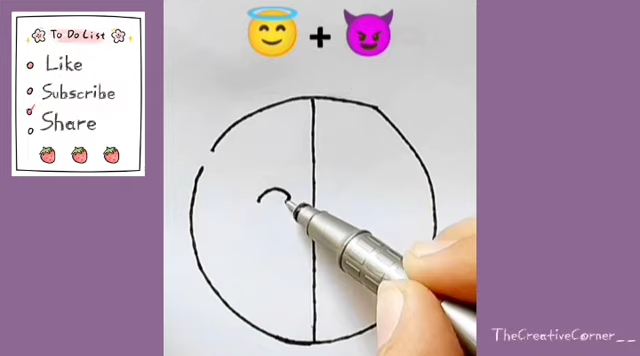 To Do List
Like
Subscribe
Share
TheCreativeCorner__